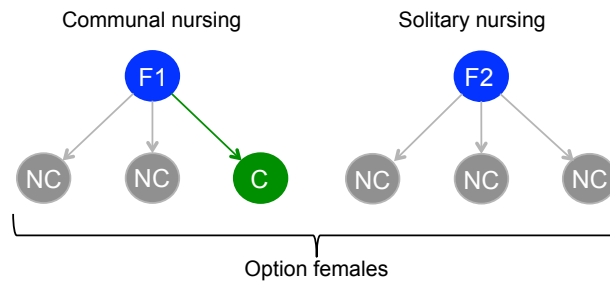 Communal nursing
Solitary nursing
F1
F2
NC
NC
C
NC
NC
NC
Option females